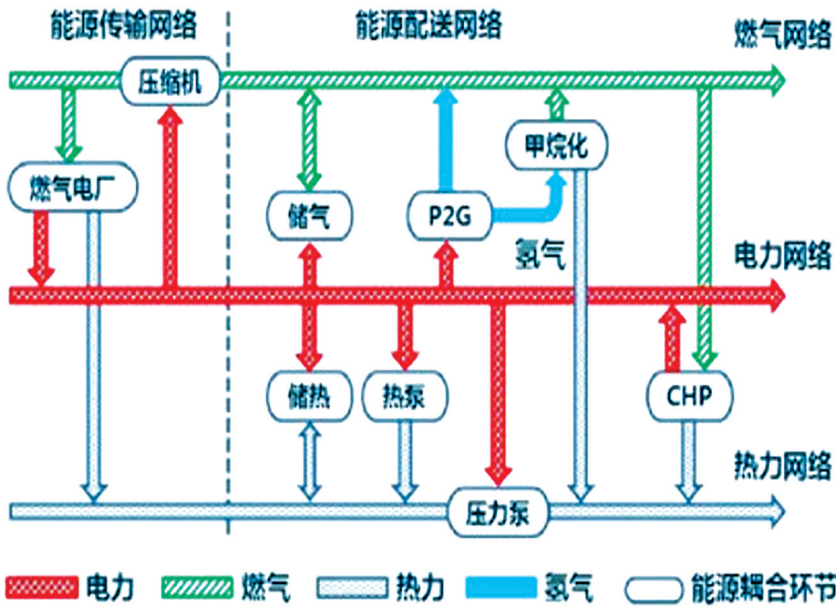 能源传输网络
能源配送网络
燃气网络
压缩机
甲烷化
燃气电厂
储气
P2G
氢气
电力网络
储热
热泵
CHP
热力网络
压力泵
电力
燃气
热力
氢气
能源耦合环节